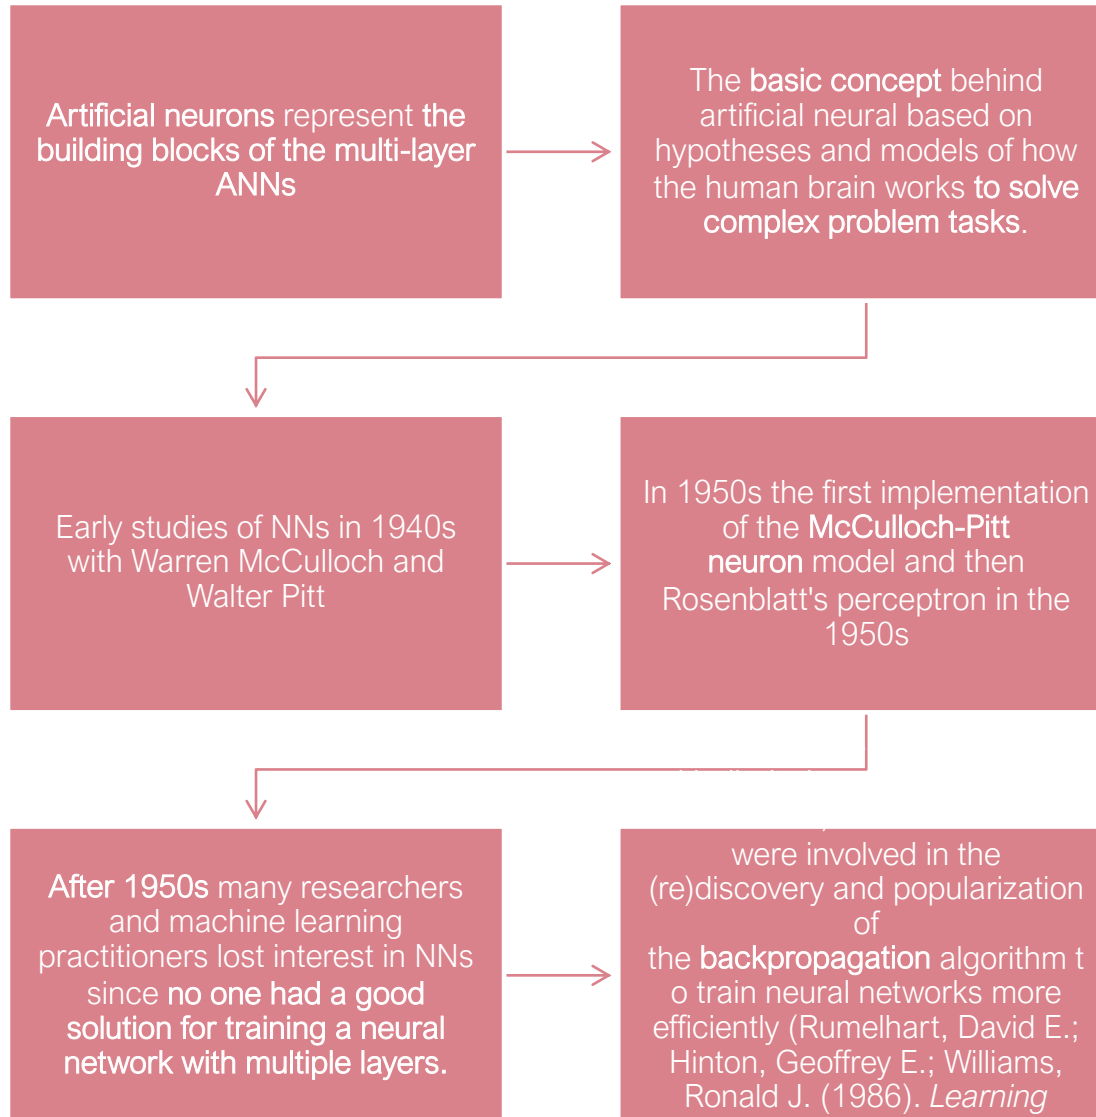 Artificial neurons represent the
building blocks of the multi-layer
ANNs
The basic concept behind
artificial neural based on
hypotheses and models of how
the human brain works to solve
complex problem tasks.
Early studies of NNs in 1940s
with Warren McCulloch and
Walter Pitt
In 1950s the first implementation
of the McCulloch-Pitt
neuron model and then
Rosenblatt's perceptron in the
1950s
After 1950s many researchers
and machine learning
practitioners lost interest in NNs
since no one had a good
solution for training a neural
network with multiple layers.
were involved in the
(re)discovery and popularization
of
the backpropagation algorithm t
o train neural networks more
efficiently (Rumelhart, David E.;
Hinton, Geoffrey E.; Williams,
Ronald J. (1986). Learning